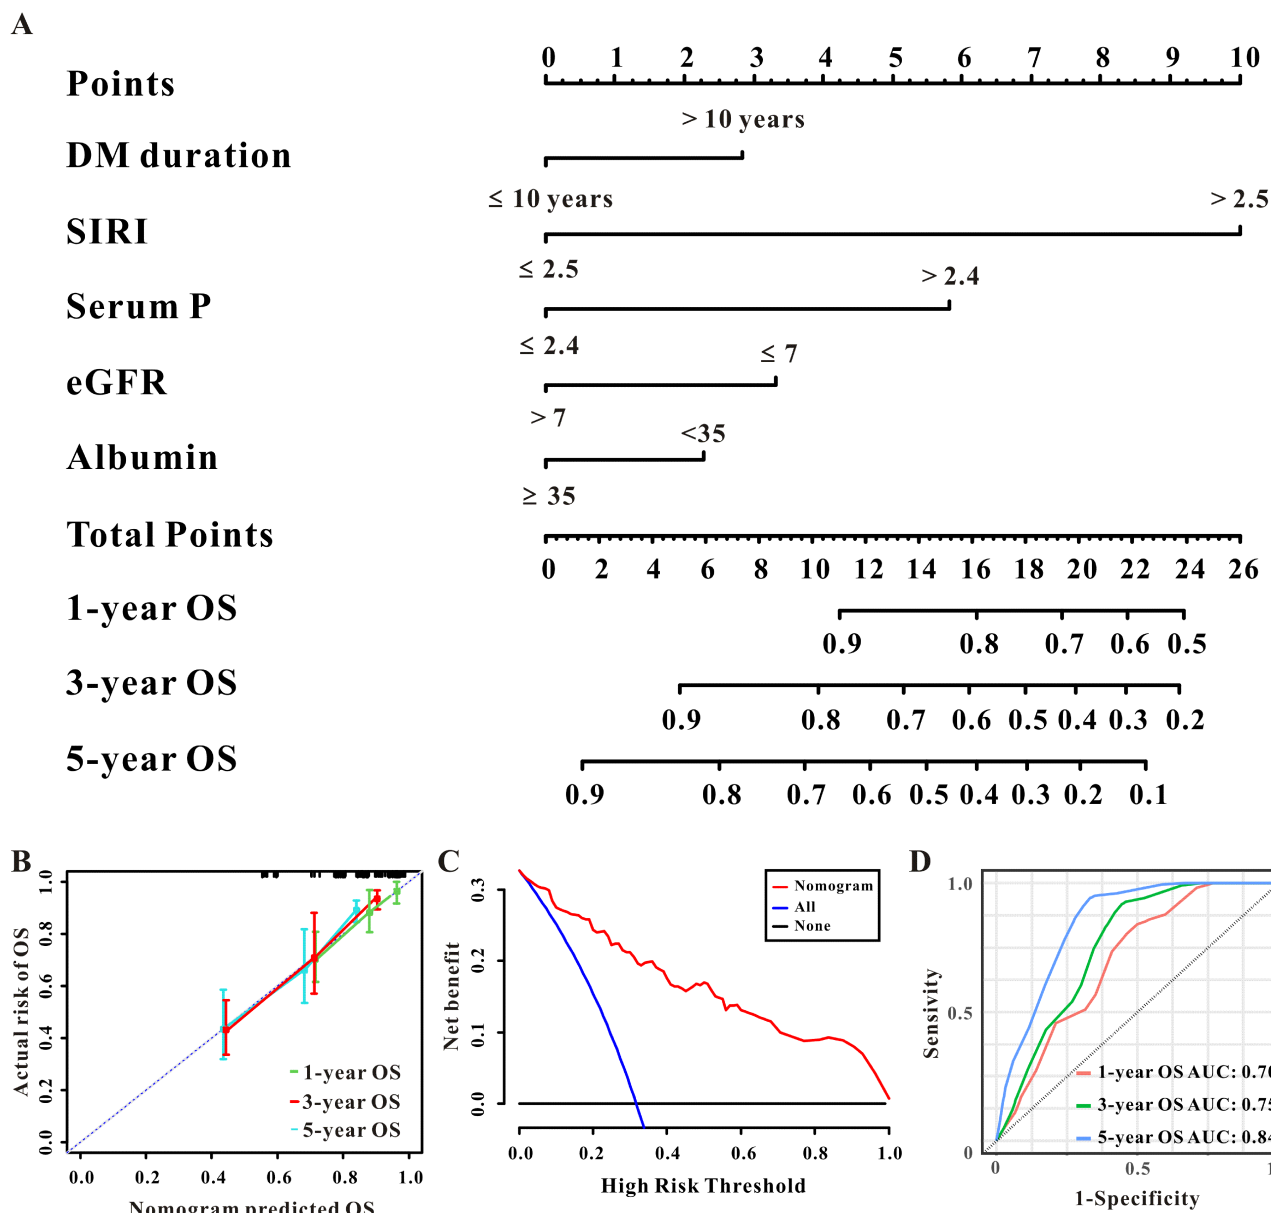 A
Points
0 1 2 3 4 5 6 7 8 9 10
> 10 years
DM duration
≤ 10 years
> 2.5
SIRI
≤ 2.5
> 2.4
Serum P
≤ 2.4
≤ 7
eGFR
> 7
<35
Albumin
≥ 35
Total Points
0 2 4 6 8 10 12 14 16 18 20 22 24 26
1-year OS
0.9 0.8 0.7 0.6 0.5
3-year OS
0.9 0.8 0.7 0.6 0.5 0.4 0.3 0.2
5-year OS
0.9 0.8 0.7 0.6 0.5 0.4 0.3 0.2 0.1
B
Actual risk of OS
1.0
0.8
0.6
0.4
0.2
0.0
1-year OS
3-year OS
5-year OS
0.0 0.2 0.4 0.6 0.8 1.0
Nomogram predicted OS
C
Net benefit
0.3
0.2
0.1
0.0
Nomogram
All
None
0.0 0.2 0.4 0.6 0.8 1.0
High Risk Threshold
D
Sensivity
1.0
0.5
0
1-year OS AUC: 0.70
3-year OS AUC: 0.75
5-year OS AUC: 0.84
0 0.5 1
1-Specificity